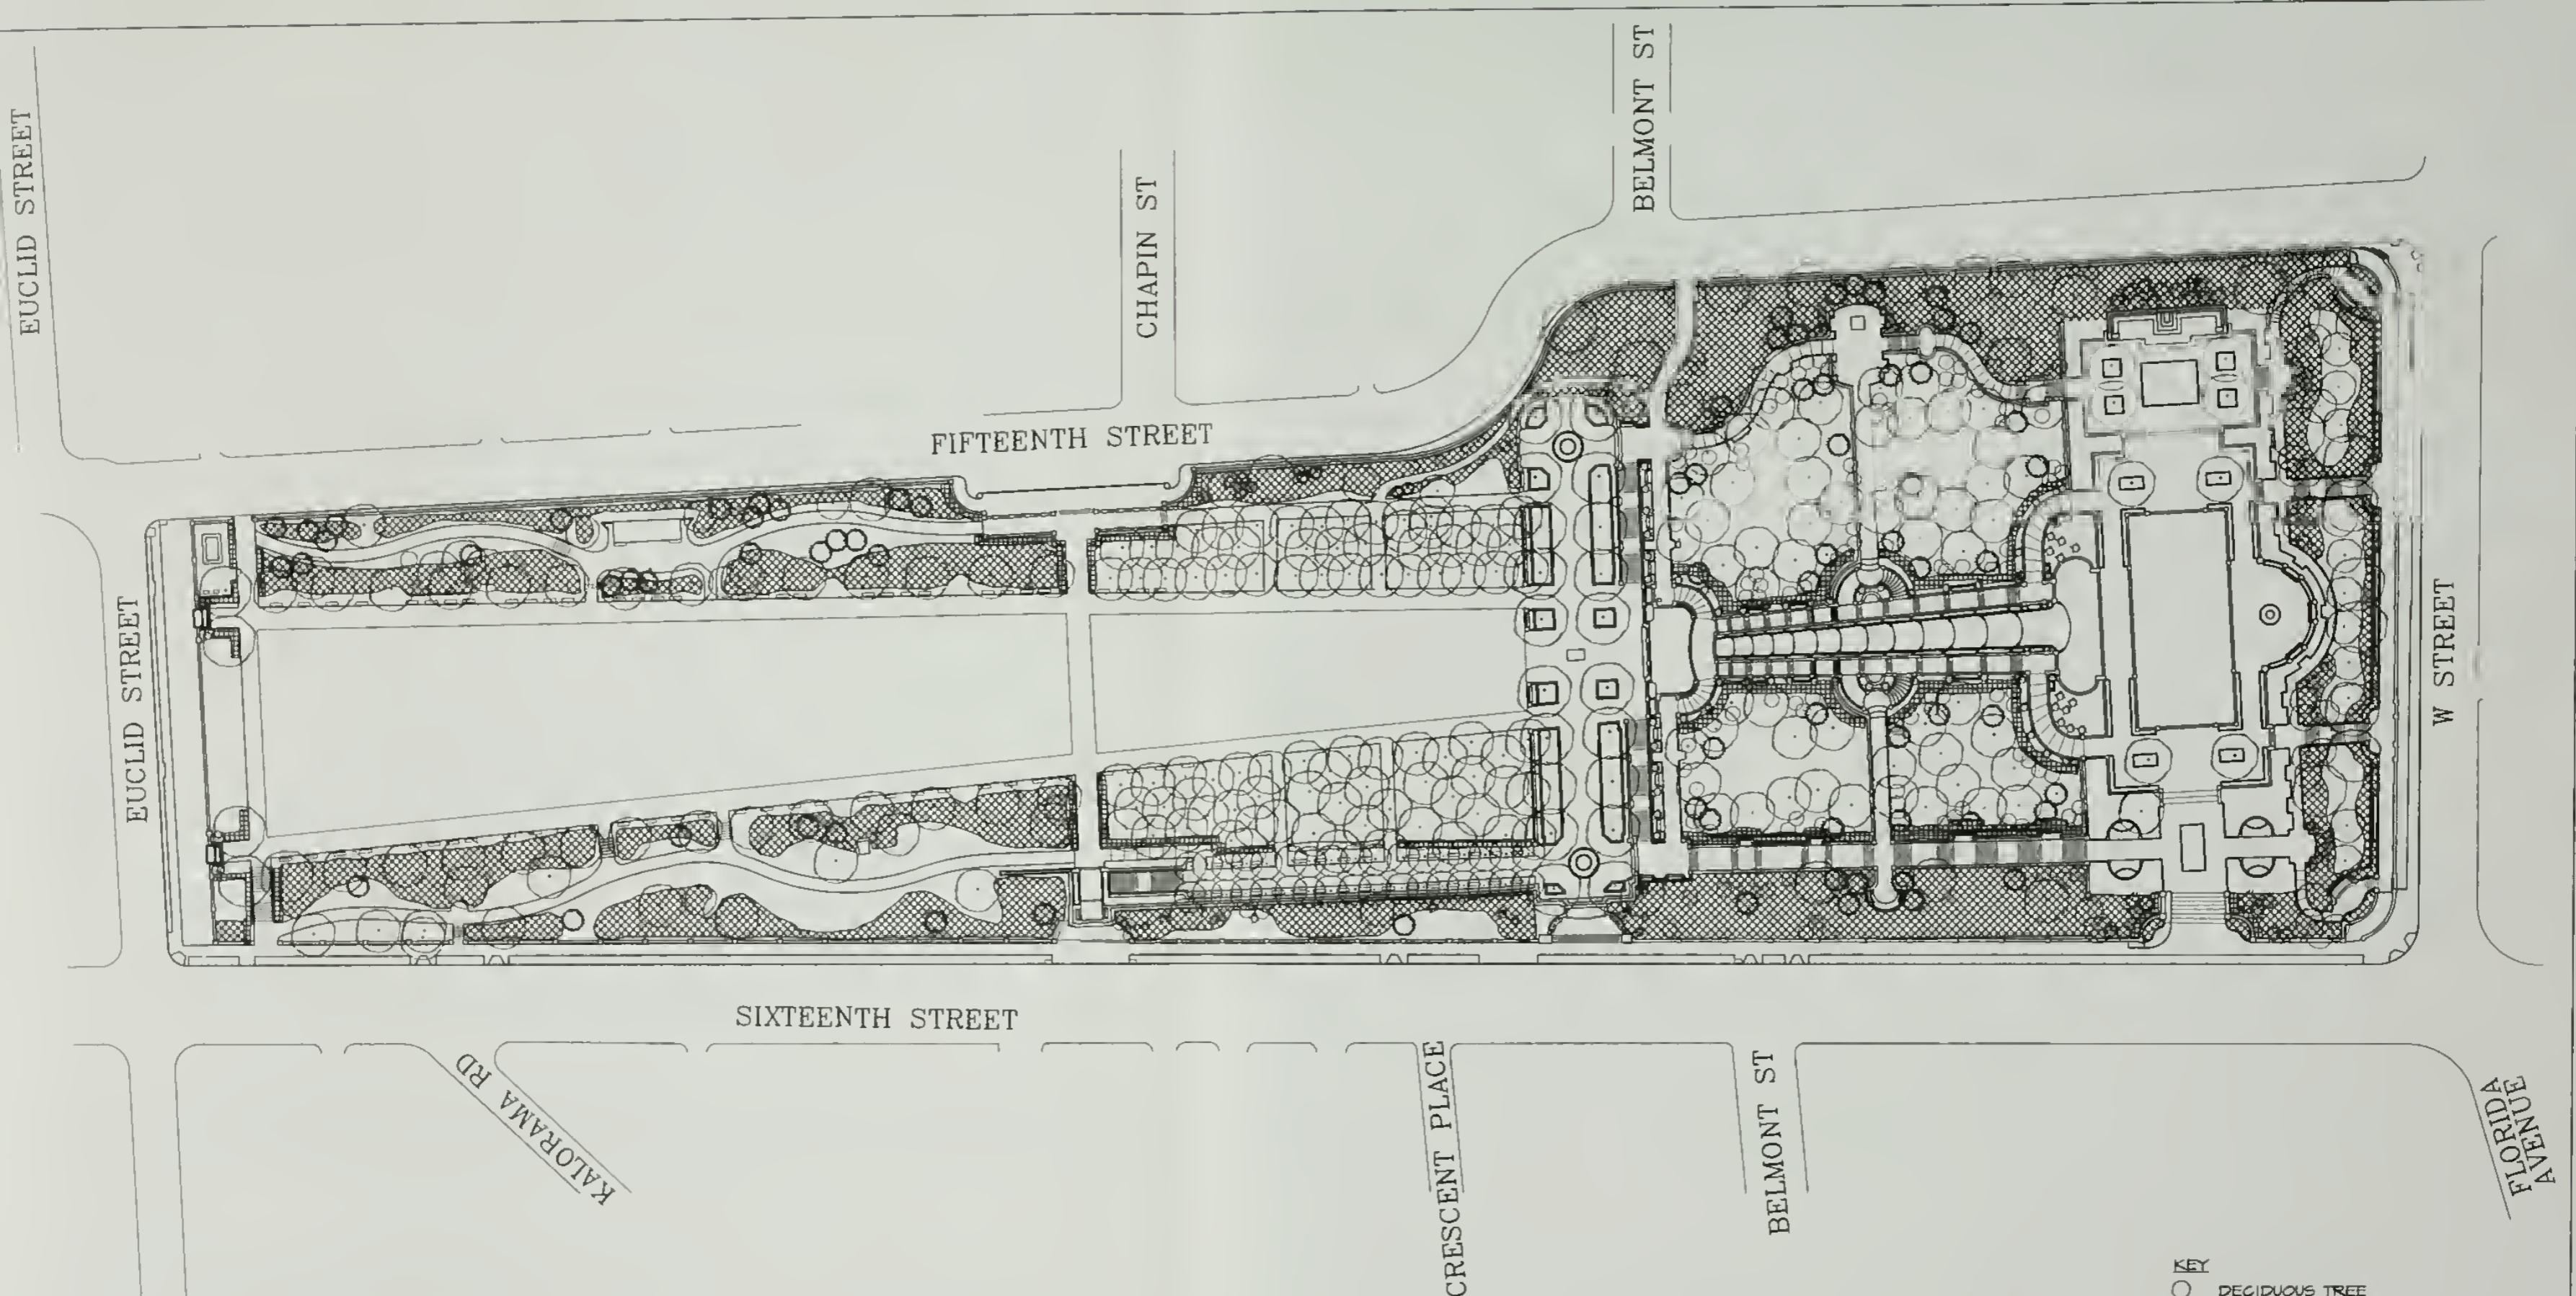 EUCLID STREET
BELMONT ST
CHAPIN ST
FIFTEENTH STREET
EUCLID STREET
W STREET
SIXTEENTH STREET
KALORAMA RD
CRESCENT PLACE
BELMONT ST
FLORIDA
AVENUE
KEY
DECIDUOUS TREE